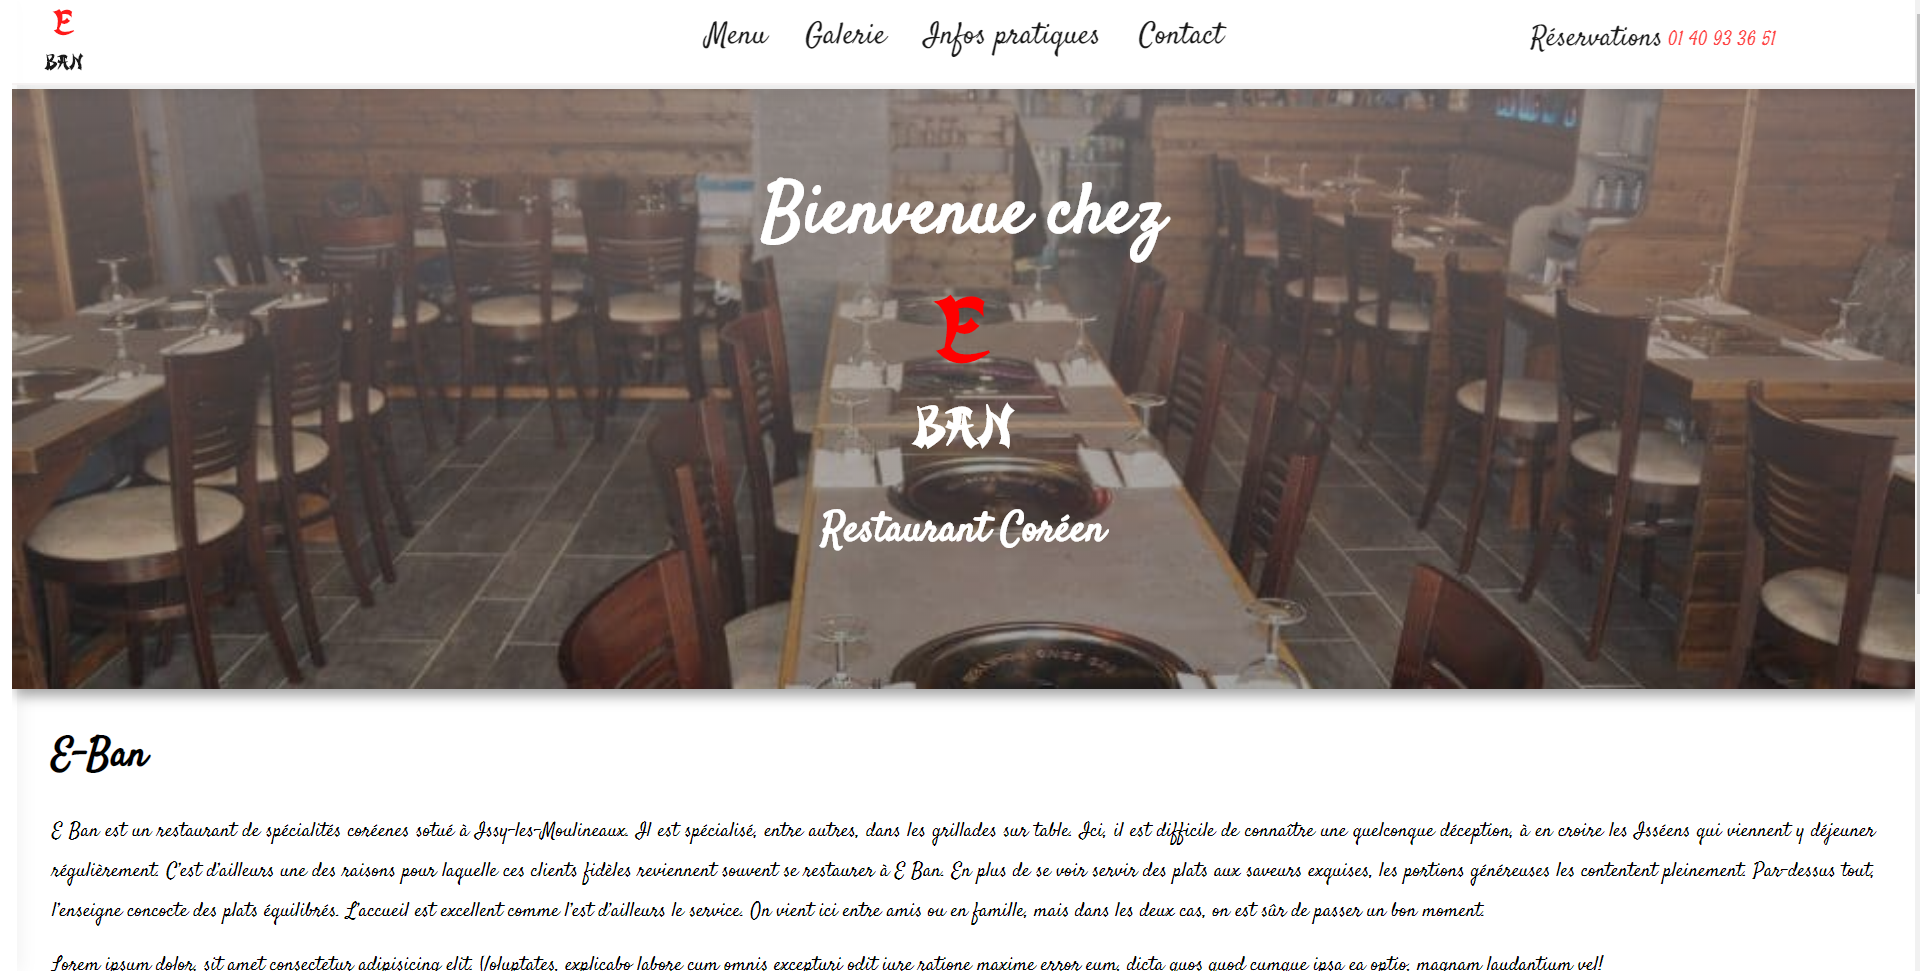 E
BAN
Menu Galerie Infos pratiques Contact
Réservations 01 40 93 36 51
Bienvenue chez
E
BAN
Restaurant Coréen
E-Ban
E Ban est un restaurant de spécialités coréenes sotué à Issy-les-Moulineaux. Il est spécialisé, entre autres, dans les grillades sur table. Ici, il est difficile de connaître une quelconque déception, à en croire les Isséens qui viennent y déjeuner
régulièrement. C'est d'ailleurs une des raisons pour laquelle ces clients fidèles reviennent souvent se restaurer à E Ban. En plus de se voir servir des plats aux saveurs exquises, les portions généreuses les contentent pleinement. Par-dessus tout,
l'enseigne concocte des plats équilibrés. L'accueil est excellent comme l'est d'ailleurs le service. On vient ici entre amis ou en famille, mais dans les deux cas, on est sûr de passer un bon moment.
Lorem ipsum dolor, sit amet consectetur adipisicing elit. Voluptates, explicabo labore cum omnis excepturi odit iure ratione maxime error eum, dicta quos quod cumque ipsa ea optio, magnam laudantium vel!